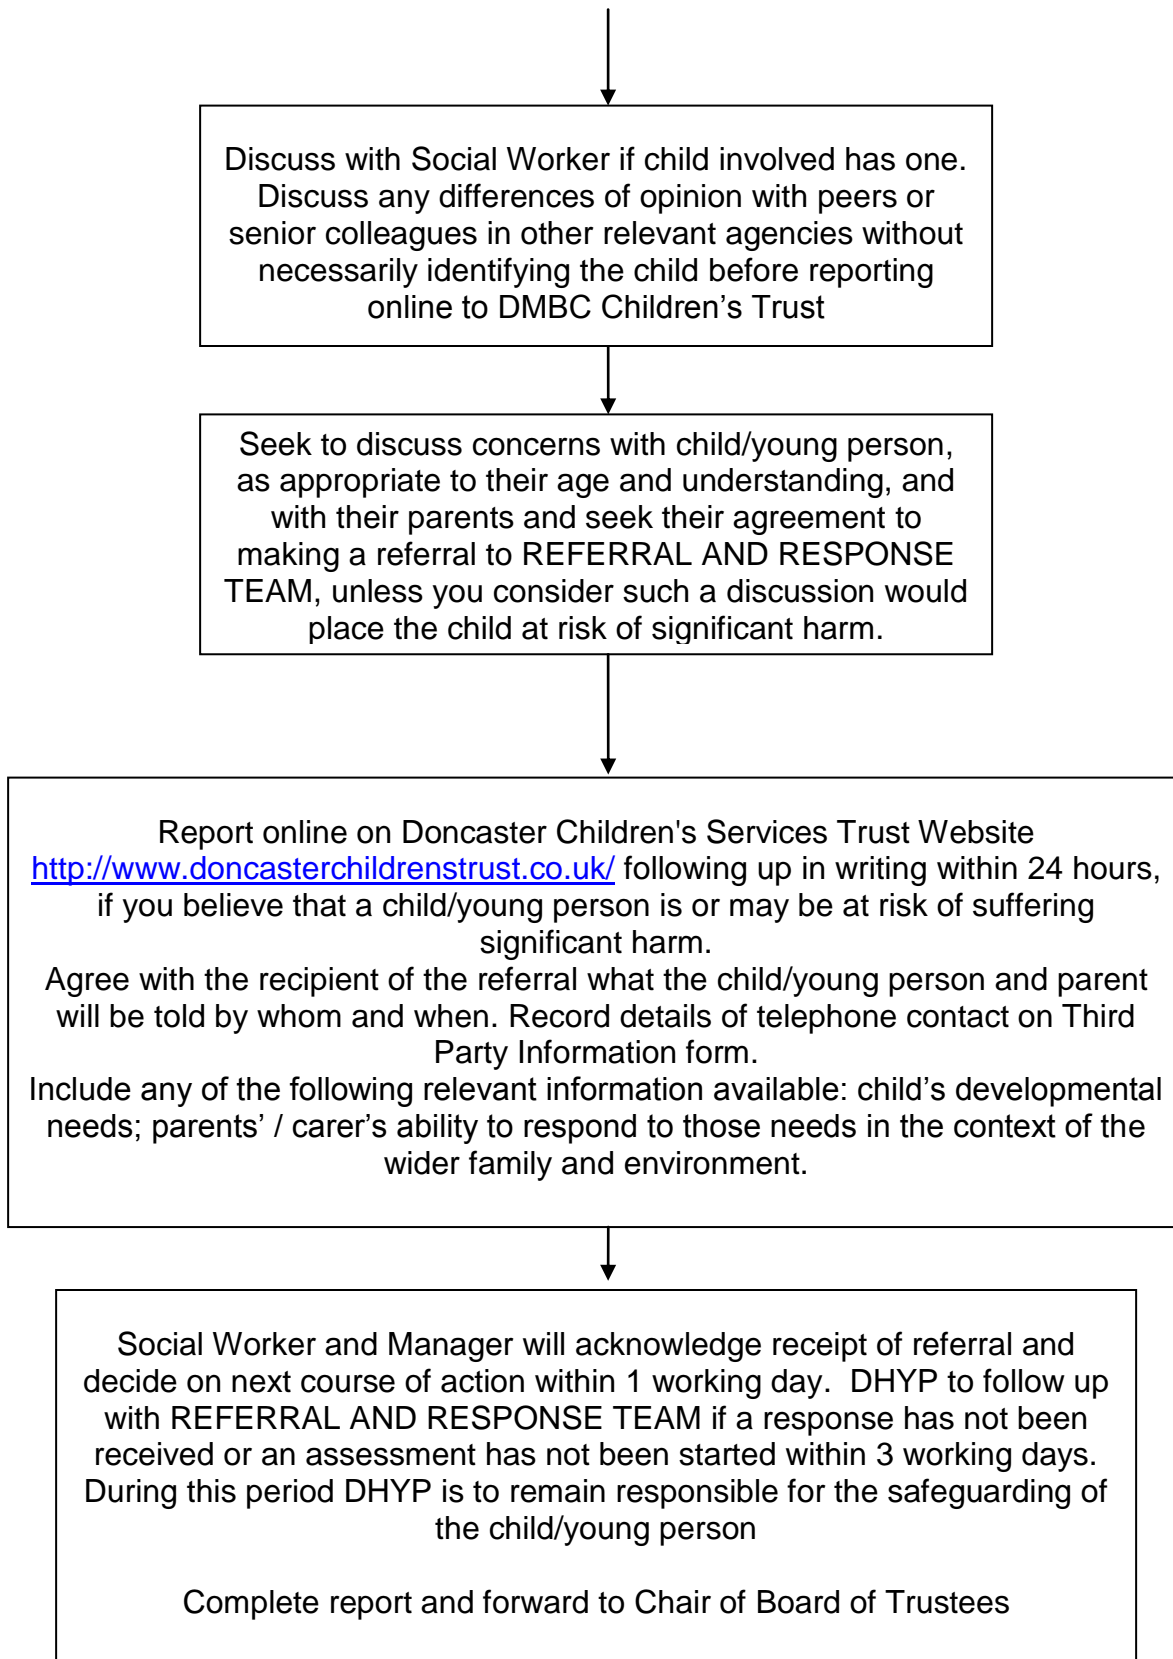 Discuss with Social Worker if child involved has one.
Discuss any differences of opinion with peers or
senior colleagues in other relevant agencies without
necessarily identifying the child before reporting
online to DMBC Children’s Trust
Seek to discuss concerns with child/young person,
as appropriate to their age and understanding, and
with their parents and seek their agreement to
making a referral to REFERRAL AND RESPONSE
TEAM, unless you consider such a discussion would
place the child at risk of significant harm.
Report online on Doncaster Children's Services Trust Website
http://www.doncasterchildrenstrust.co.uk/ following up in writing within 24 hours,
if you believe that a child/young person is or may be at risk of suffering
significant harm.
Agree with the recipient of the referral what the child/young person and parent
will be told by whom and when. Record details of telephone contact on Third
Party Information form.
Include any of the following relevant information available: child’s developmental
needs; parents’ / carer’s ability to respond to those needs in the context of the
wider family and environment.
Social Worker and Manager will acknowledge receipt of referral and
decide on next course of action within 1 working day.  DHYP to follow up
with REFERRAL AND RESPONSE TEAM if a response has not been
received or an assessment has not been started within 3 working days.
During this period DHYP is to remain responsible for the safeguarding of
the child/young person
Complete report and forward to Chair of Board of Trustees